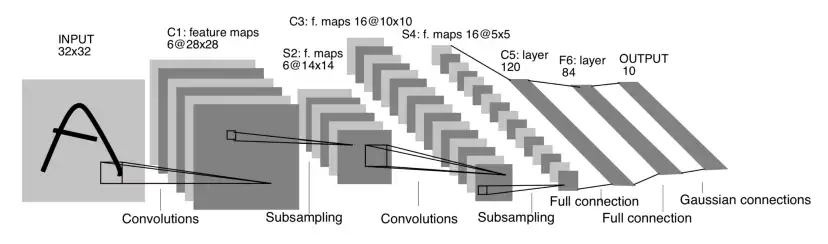 INPUT
32x32
C1: feature maps
6@28x28
S2: f. maps
6@14x14
C3: f. maps 16@10x10
S4: f. maps 16@5x5
C5: layer
120
F6: layer
84
OUTPUT
10
A
Convolutions
Subsampling
Convolutions
Subsampling
Full connection
Full connection
Gaussian connections